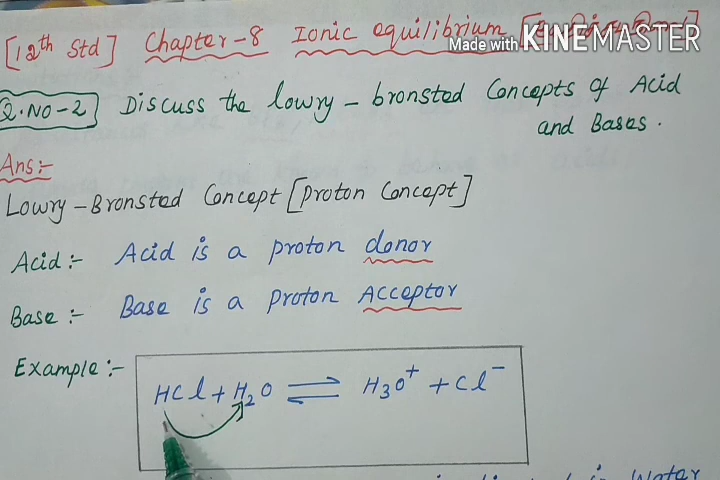 [12th Std] Chapter-8 Ionic equilibrium
Made with KINEMASTER
Q.NO-2 Discuss the lowry - bronsted Concepts of Acid
and Bases.
Ans:-
Lowry-Bronsted Concept [Proton Concept]
Acid:- Acid is a proton donor
Base:- Base is a Proton Acceptor
Example:-
HCl + H2O ⇌ H3O+ + Cl-
in Water